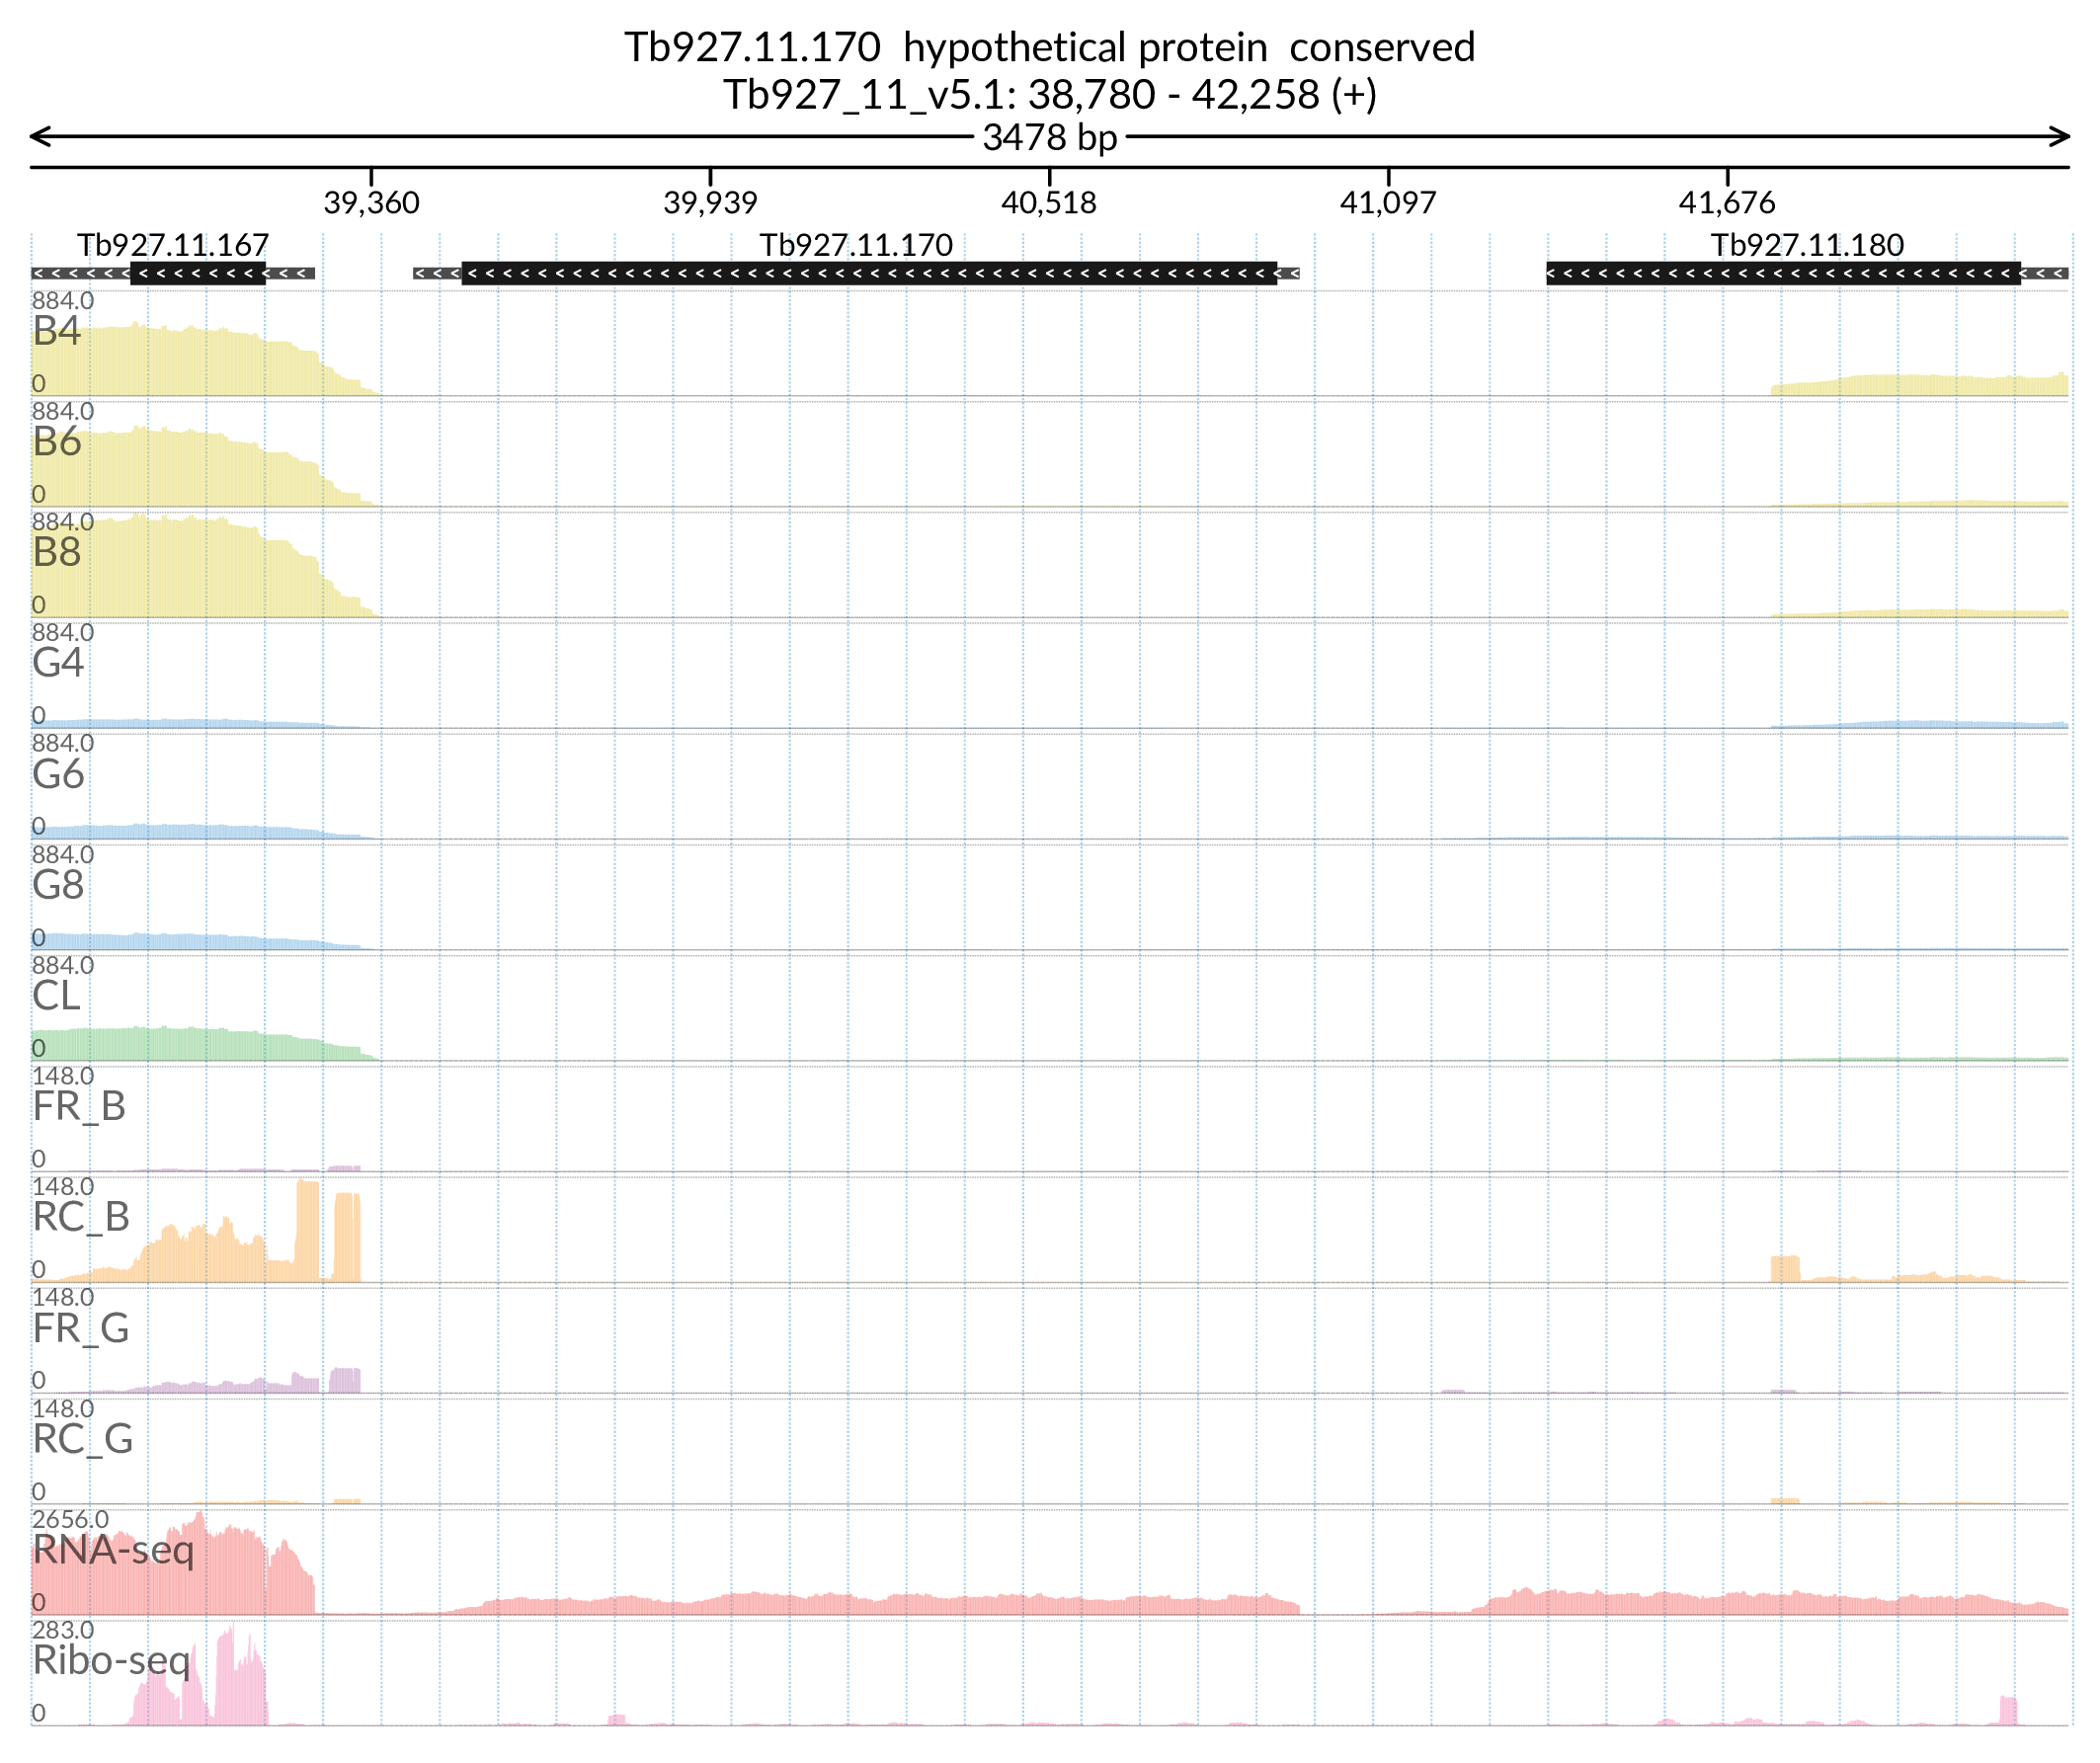 Tb927.11.170  hypothetical protein  conserved
Tb927_11_v5.1: 38,780 - 42,258 (+)
3478 bp
39,360 39,939 40,518 41,097 41,676
Tb927.11.167 Tb927.11.170 Tb927.11.180
884.0
B4
0
884.0
B6
0
884.0
B8
0
884.0
G4
0
884.0
G6
0
884.0
G8
0
884.0
CL
0
148.0
FR_B
0
148.0
RC_B
0
148.0
FR_G
0
148.0
RC_G
0
2656.0
RNA-seq
0
283.0
Ribo-seq
0